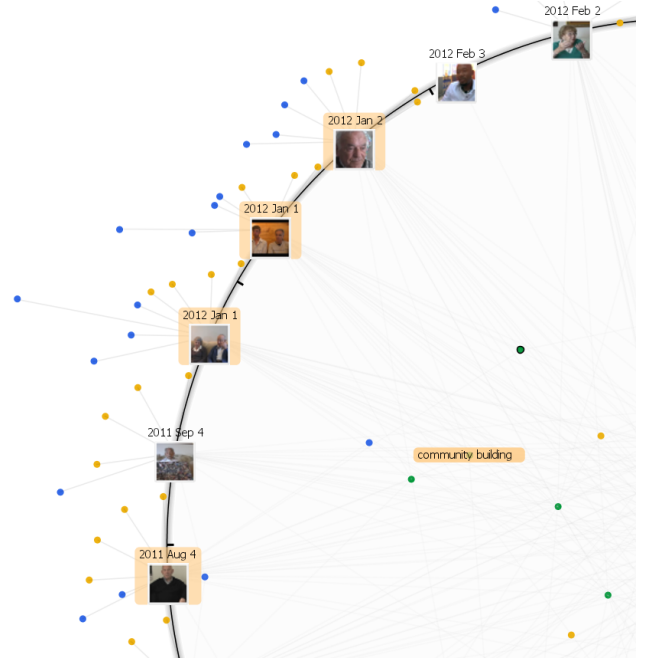 2012 Feb 2
2012 Feb 3
2012 Jan 2
2012 Jan 1
2012 Jan 1
2011 Sep 4
community building
2011 Aug 4